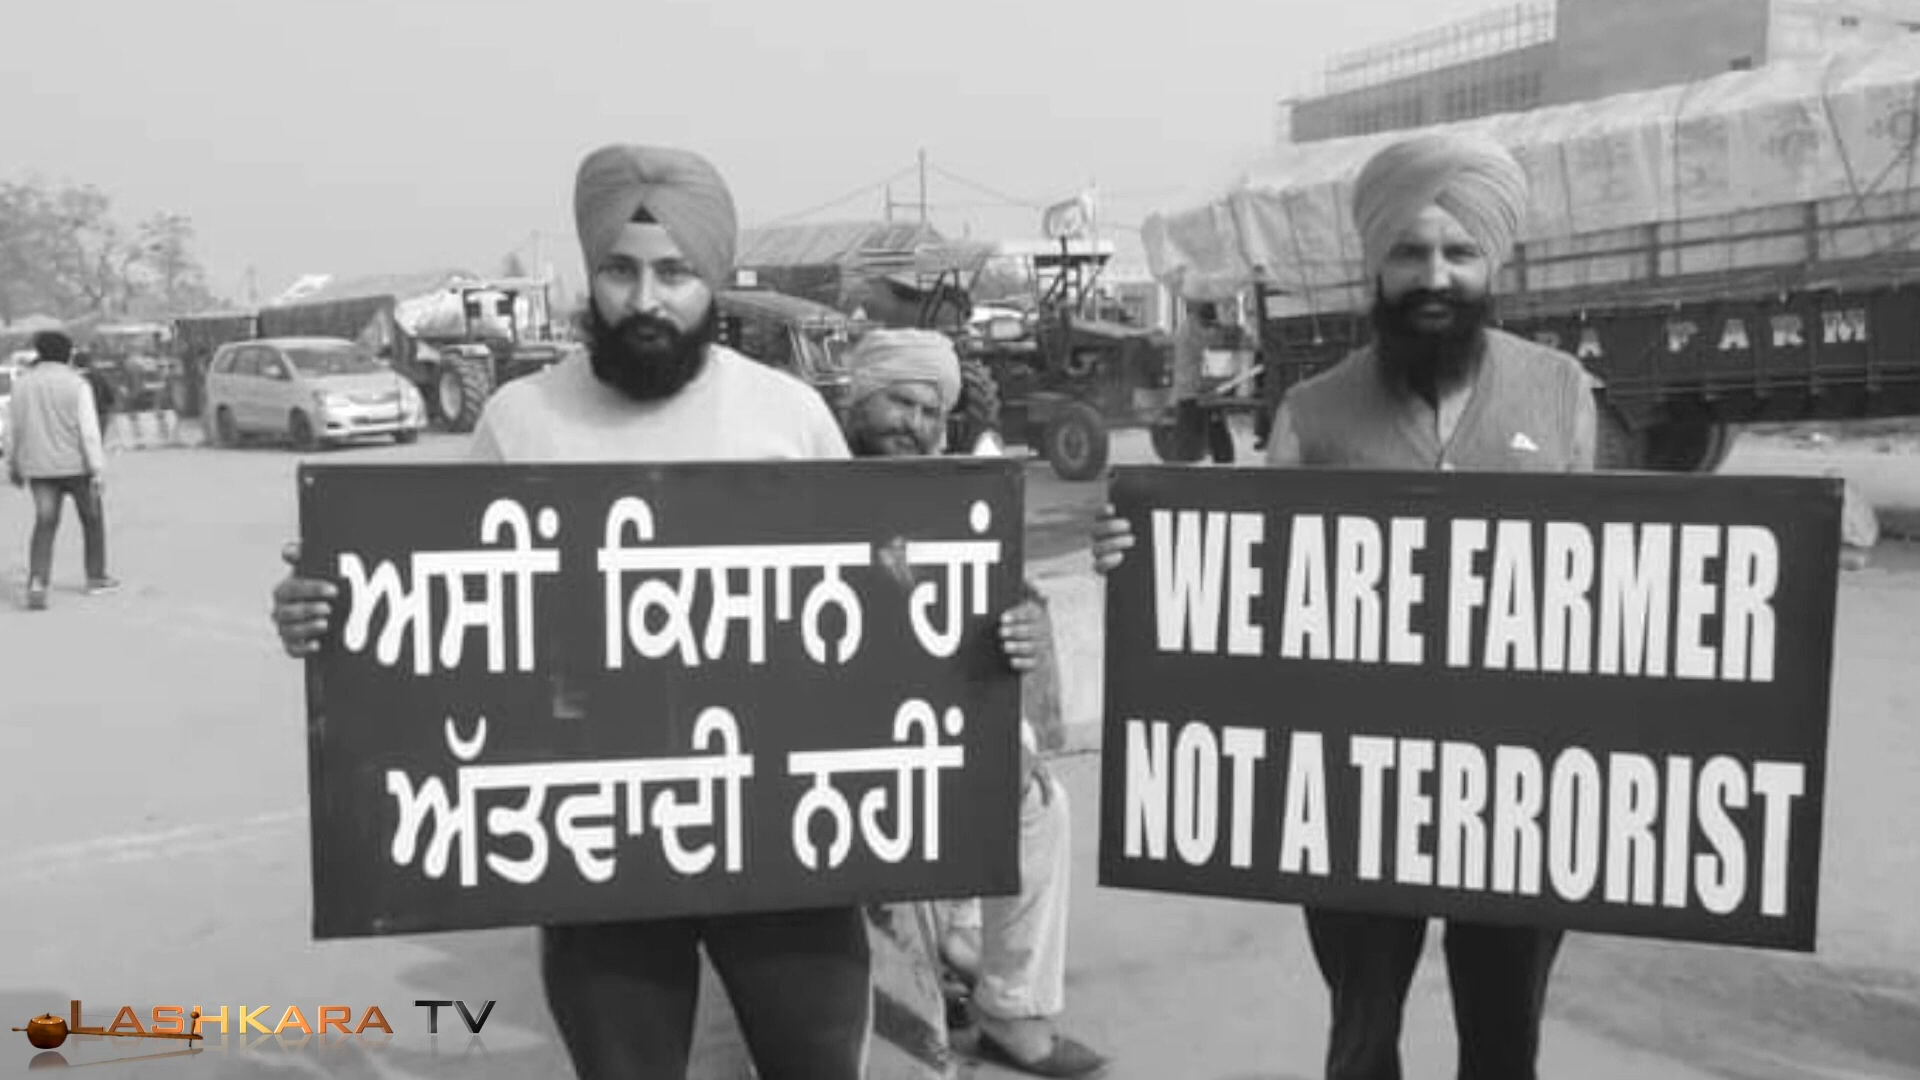 ਅਸੀਂ ਕਿਸਾਨ ਹਾਂ
ਅੱਤਵਾਦੀ ਨਹੀਂ
WE ARE FARMER
NOT A TERRORIST
FARM
LASHKARA TV